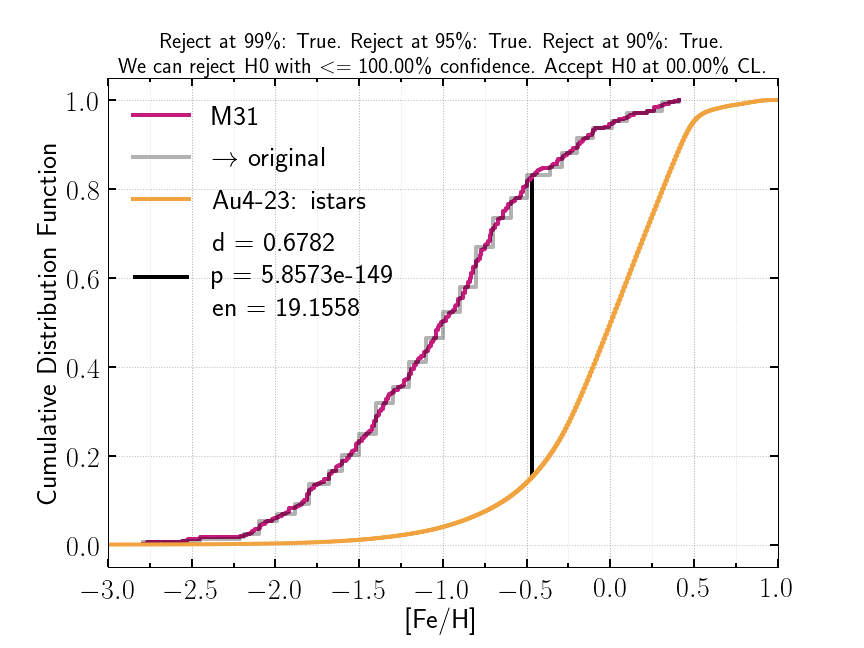 Reject at 99%: True. Reject at 95%: True. Reject at 90%: True.
We can reject H0 with <= 100.00% confidence. Accept H0 at 00.00% CL.
M31
→ original
Au4-23: istars
d = 0.6782
p = 5.8573e-149
en = 19.1558
Cumulative Distribution Function
1.0
0.8
0.6
0.4
0.2
0.0
−3.0 −2.5 −2.0 −1.5 −1.0 −0.5 0.0 0.5 1.0
[Fe/H]